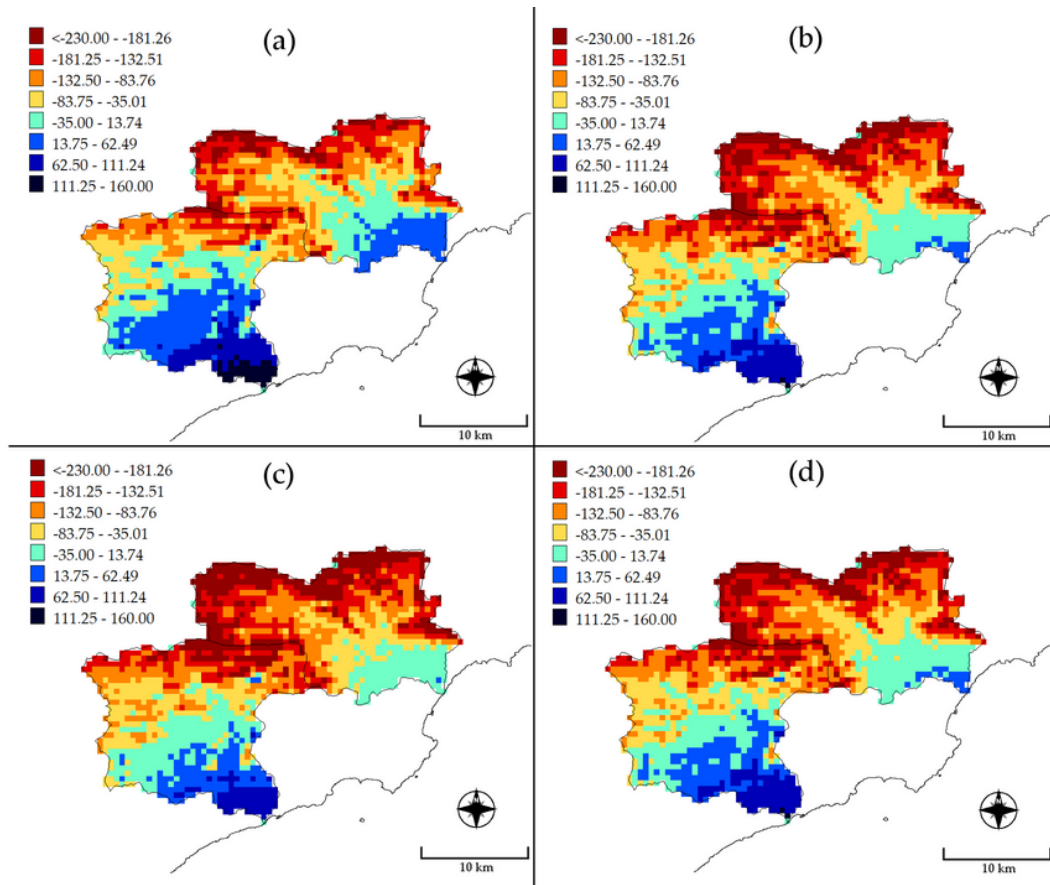 (a)
<-230.00 - -181.26
-181.25 - -132.51
-132.50 - -83.76
-83.75 - -35.01
-35.00 - 13.74
13.75 - 62.49
62.50 - 111.24
111.25 - 160.00
10 km
(b)
<-230.00 - -181.26
-181.25 - -132.51
-132.50 - -83.76
-83.75 - -35.01
-35.00 - 13.74
13.75 - 62.49
62.50 - 111.24
111.25 - 160.00
10 km
(c)
<-230.00 - -181.26
-181.25 - -132.51
-132.50 - -83.76
-83.75 - -35.01
-35.00 - 13.74
13.75 - 62.49
62.50 - 111.24
111.25 - 160.00
10 km
(d)
<-230.00 - -181.26
-181.25 - -132.51
-132.50 - -83.76
-83.75 - -35.01
-35.00 - 13.74
13.75 - 62.49
62.50 - 111.24
111.25 - 160.00
10 km